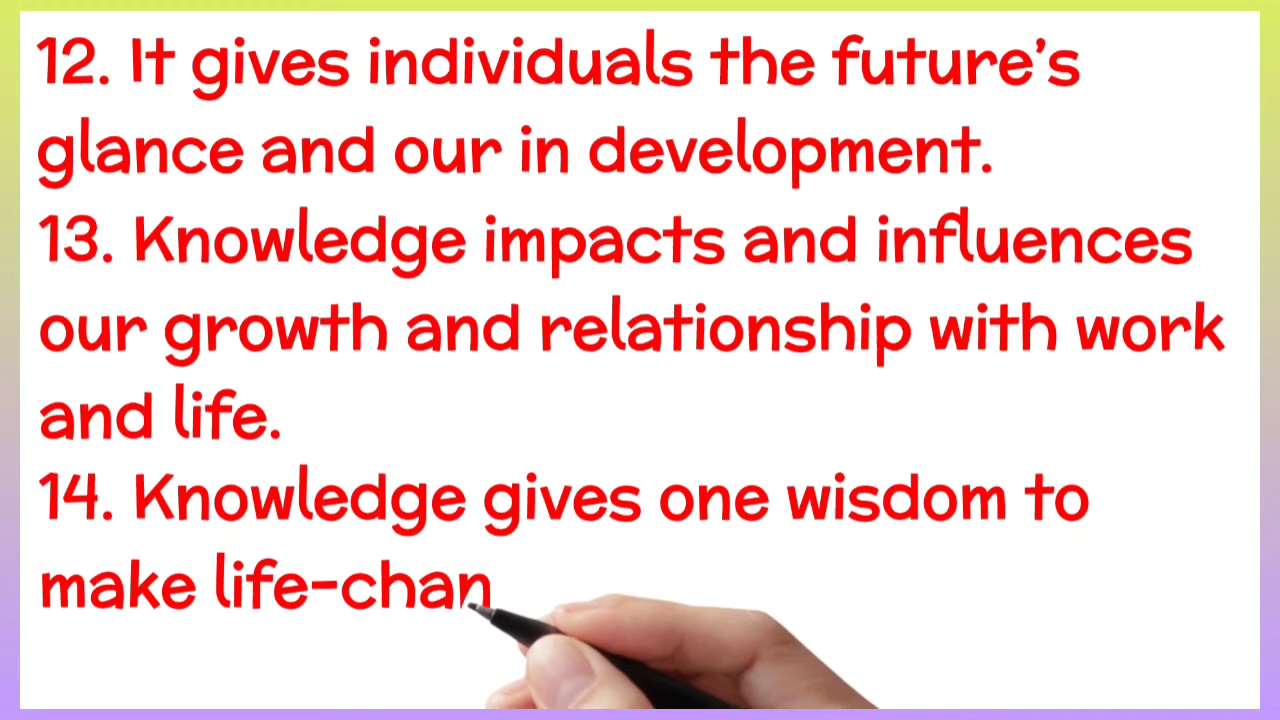 12. It gives individuals the future's
glance and our in development.
13. Knowledge impacts and influences
our growth and relationship with work
and life.
14. Knowledge gives one wisdom to
make life-chan